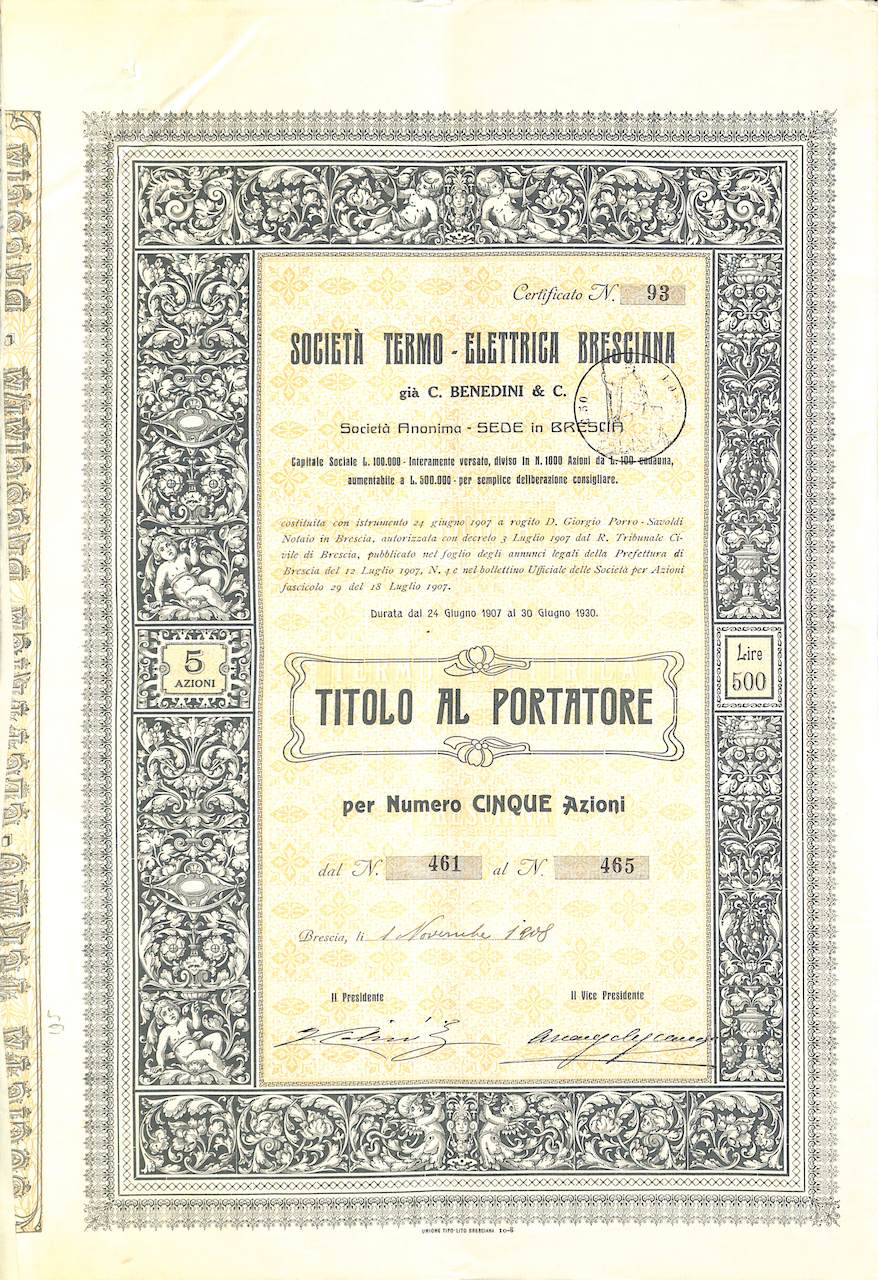 Certificato N. 93
SOCIETÀ TERMO - ELETTRICA BRESCIANA
già C. BENEDINI & C.
Società Anonima - SEDE in BRESCIA
Capitale Sociale L. 100.000 - Interamente versato, diviso in N. 1000 Azioni da L. 100 cadauna,
aumentabile a L. 500.000 - per semplice deliberazione consigliare.
costituita con istrumento 24 giugno 1907 a rogito D. Giorgio Porro-Savoldi
Notaio in Brescia, autorizzata con decreto 3 Luglio 1907 dal R. Tribunale Ci-
vile di Brescia, pubblicato nel foglio degli annunci legali della Prefettura di
Brescia del 12 Luglio 1907, N. 4 e nel bollettino Ufficiale delle Società per Azioni
fascicolo 29 del 18 Luglio 1907.
Durata dal 24 Giugno 1907 al 30 Giugno 1930.
5
AZIONI
Lire
500
TITOLO AL PORTATORE
per Numero CINQUE Azioni
dal N. 461 al N. 465
Brescia, li 1 Novembre 1908
Il Presidente Il Vice Presidente
195
UNIONE TIPO-LITO BRESCIANA 10-8